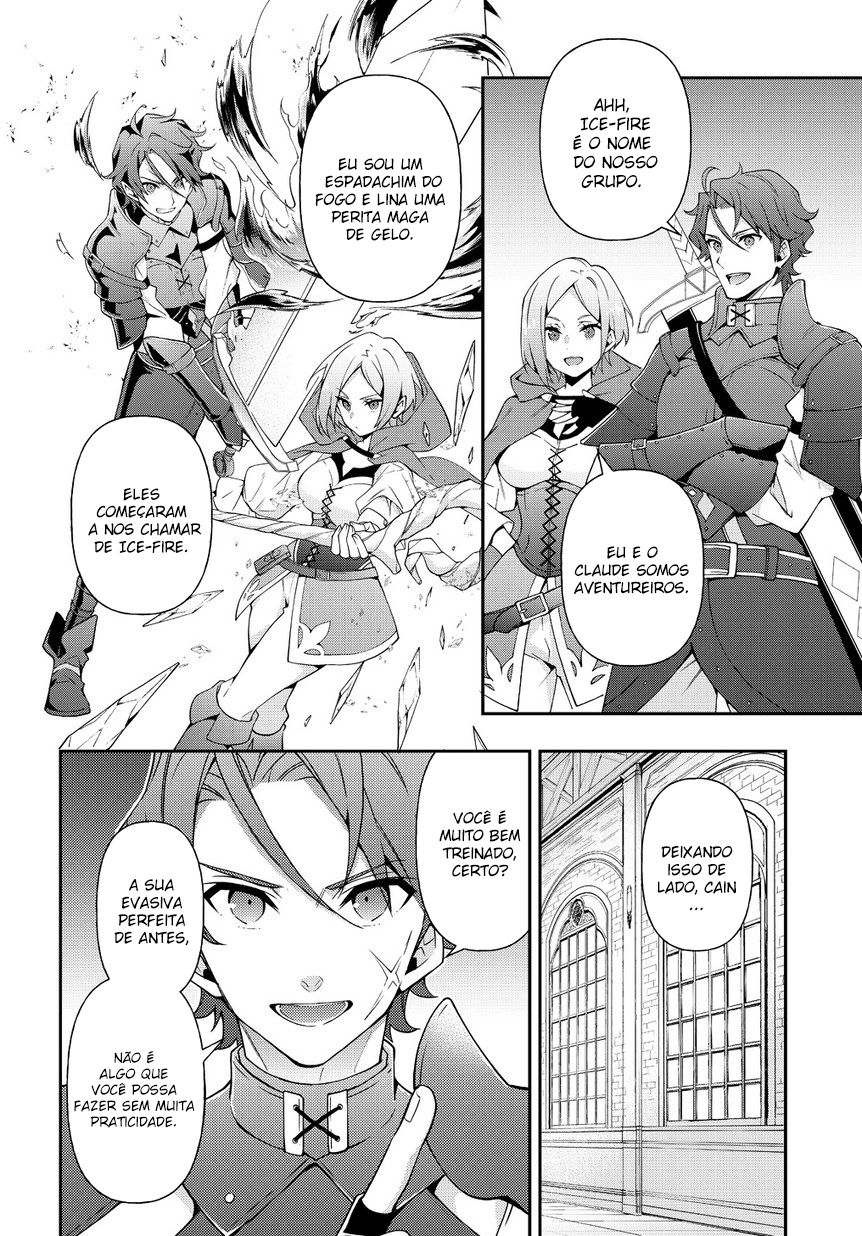 AHH,
ICE-FIRE
É O NOME
DO NOSSO
GRUPO.
EU E O
CLAUDE SOMOS
AVENTUREIROS.
EU SOU UM
ESPADACHIM DO
FOGO E LINA UMA
PERITA MAGA
DE GELO.
ELES
COMEÇARAM
A NOS CHAMAR
DE ICE-FIRE.
DEIXANDO
ISSO DE
LADO, CAIN
...
VOCÊ É
MUITO BEM
TREINADO,
CERTO?
A SUA
EVASIVA
PERFEITA
DE ANTES,
NÃO É
ALGO QUE
VOCÊ POSSA
FAZER SEM MUITA
PRATICIDADE.